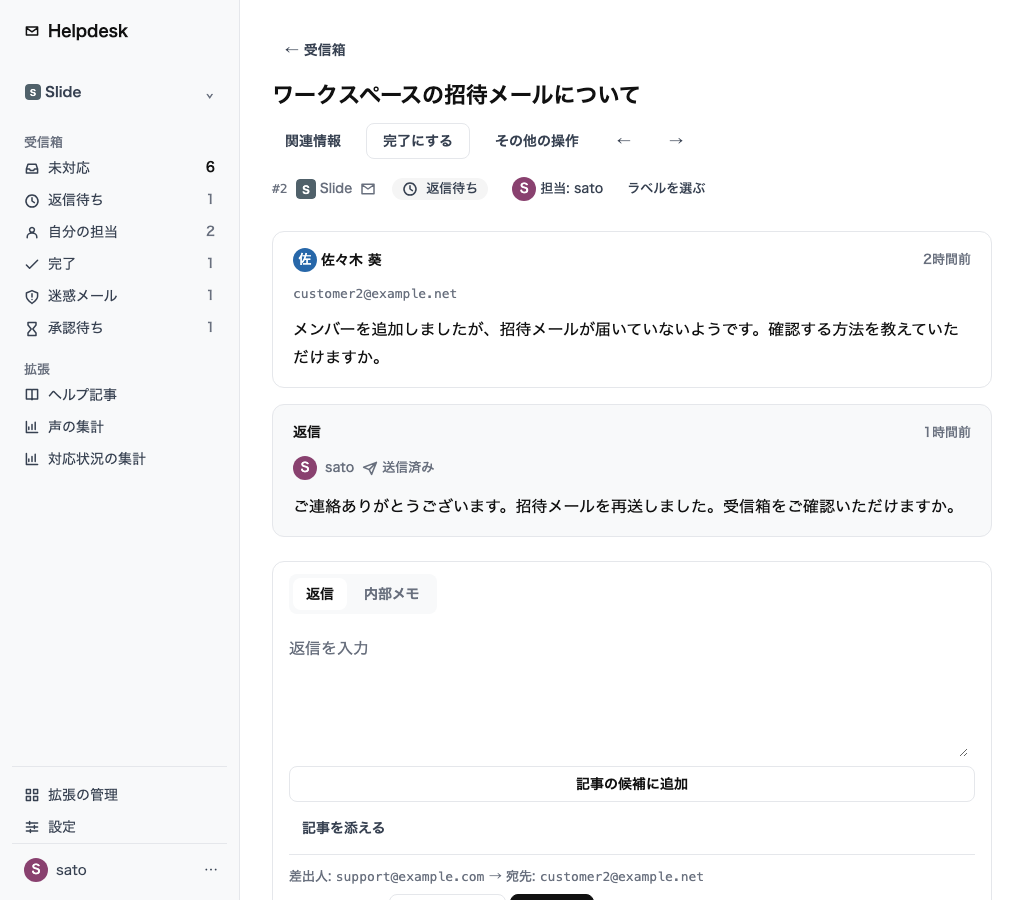 Helpdesk
S Slide
受信箱
未対応 6
返信待ち 1
自分の担当 2
完了 1
迷惑メール 1
承認待ち 1
拡張
ヘルプ記事
声の集計
対応状況の集計
拡張の管理
設定
S sato …
← 受信箱
ワークスペースの招待メールについて
関連情報 完了にする その他の操作 ← →
#2 S Slide 返信待ち S 担当: sato ラベルを選ぶ
佐 佐々木 葵 2時間前
customer2@example.net
メンバーを追加しましたが、招待メールが届いていないようです。確認する方法を教えていた
だけますか。
返信 1時間前
S sato 送信済み
ご連絡ありがとうございます。招待メールを再送しました。受信箱をご確認いただけますか。
返信 内部メモ
返信を入力
記事の候補に追加
記事を添える
差出人: support@example.com → 宛先: customer2@example.net